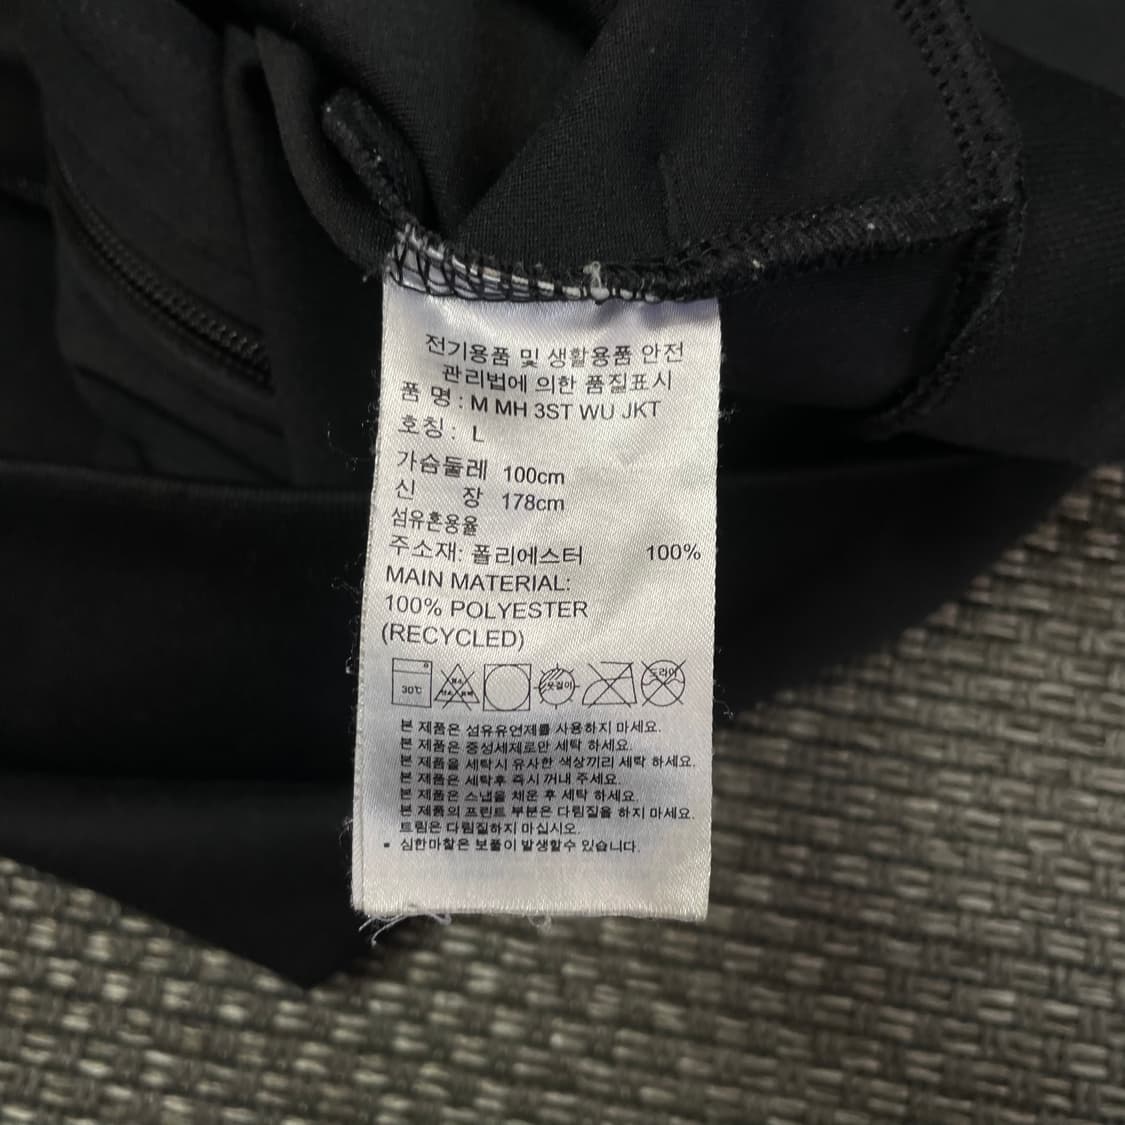 전기용품 및 생활용품 안전
관리법에 의한 품질표시
품 명 : M MH 3ST WU JKT
호칭 : L
가슴둘레 100cm
신 장 178cm
섬유혼용율
주소재: 폴리에스터 100%
MAIN MATERIAL:
100% POLYESTER
(RECYCLED)
30℃ 옷걸이 드라이
본 제품은 섬유유연제를 사용하지 마세요.
본 제품은 중성세제로만 세탁 하세요.
본 제품을 세탁시 유사한 색상끼리 세탁 하세요.
본 제품은 세탁후 즉시 꺼내 주세요.
본 제품은 스냅을 채운 후 세탁 하세요.
본 제품의 프린트 부분은 다림질을 하지 마세요.
트림은 다림질하지 마십시오.
* 심한마찰은 보풀이 발생할수 있습니다.